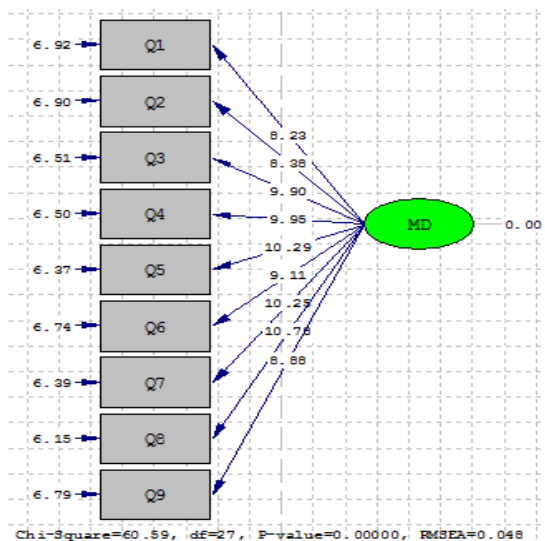 6.92 Q1
6.90 Q2
8.23
6.51 Q3
8.38
9.90
6.50 Q4
9.95
MD 0.00
6.37 Q5
10.29
9.11
6.74 Q6
10.25
10.78
6.39 Q7
8.88
6.15 Q8
6.79 Q9
Chi-Square=60.59, df=27, P-value=0.00000, RMSEA=0.048